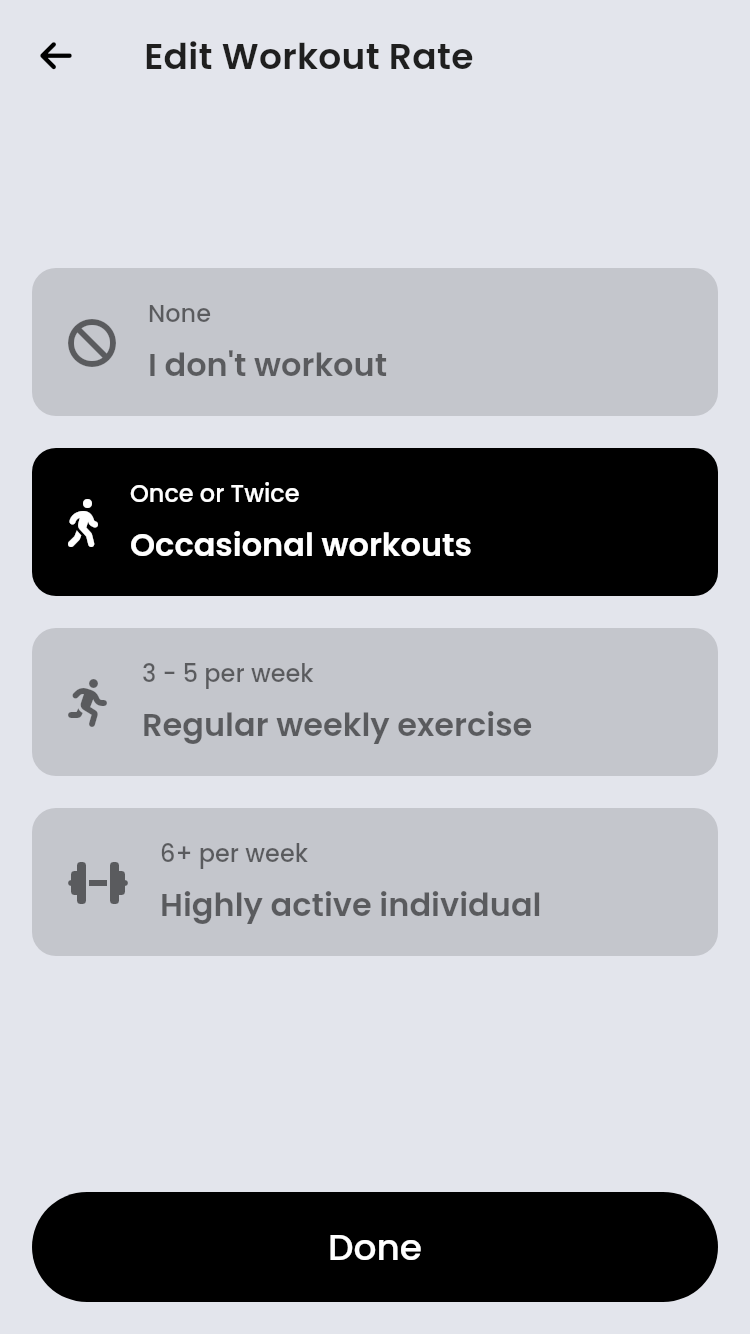 Edit Workout Rate
None
I don't workout
Once or Twice
Occasional workouts
3 - 5 per week
Regular weekly exercise
6+ per week
Highly active individual
Done